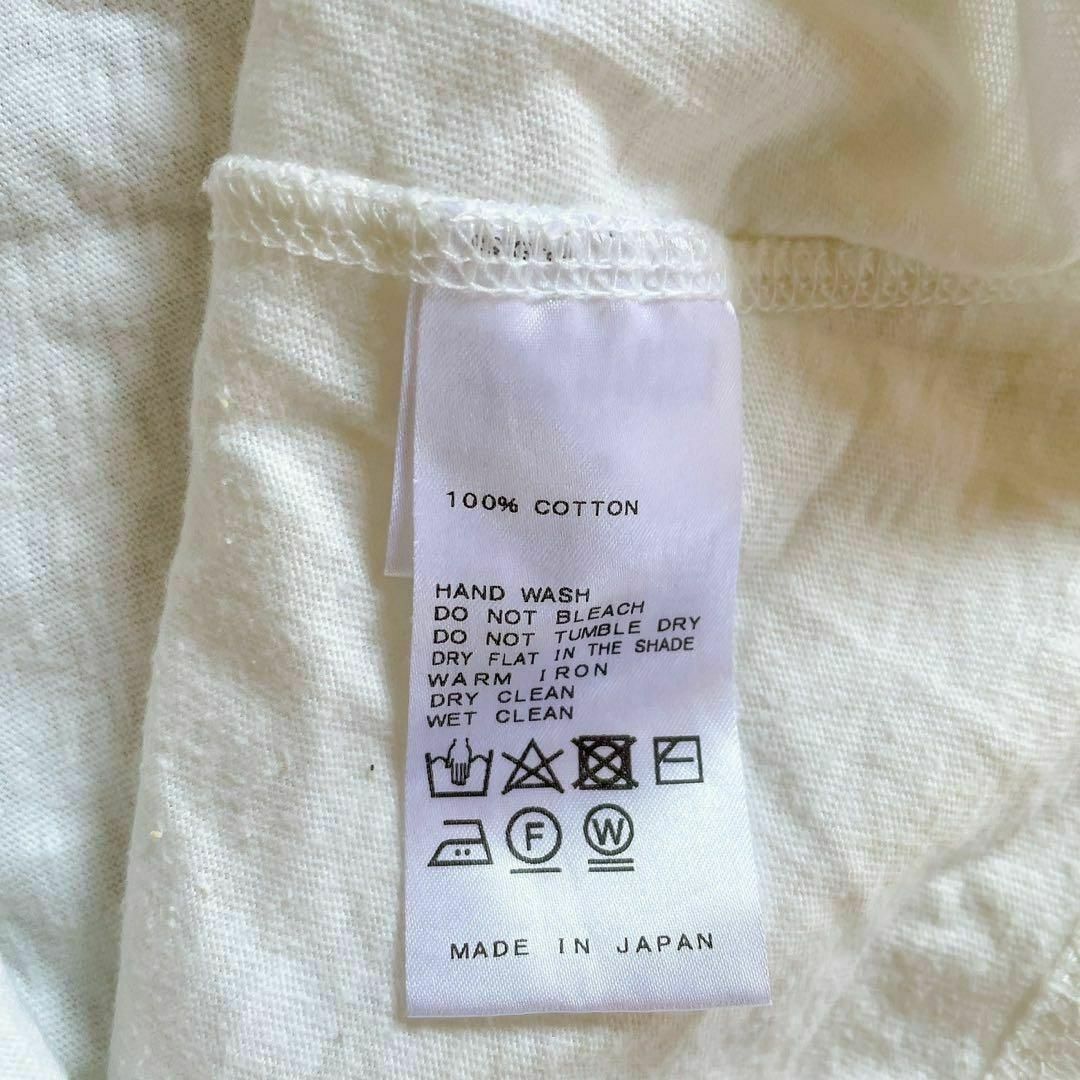 100% COTTON
HAND WASH
DO NOT BLEACH
DO NOT TUMBLE DRY
DRY FLAT IN THE SHADE
WARM IRON
DRY CLEAN
WET CLEAN
F W
MADE IN JAPAN